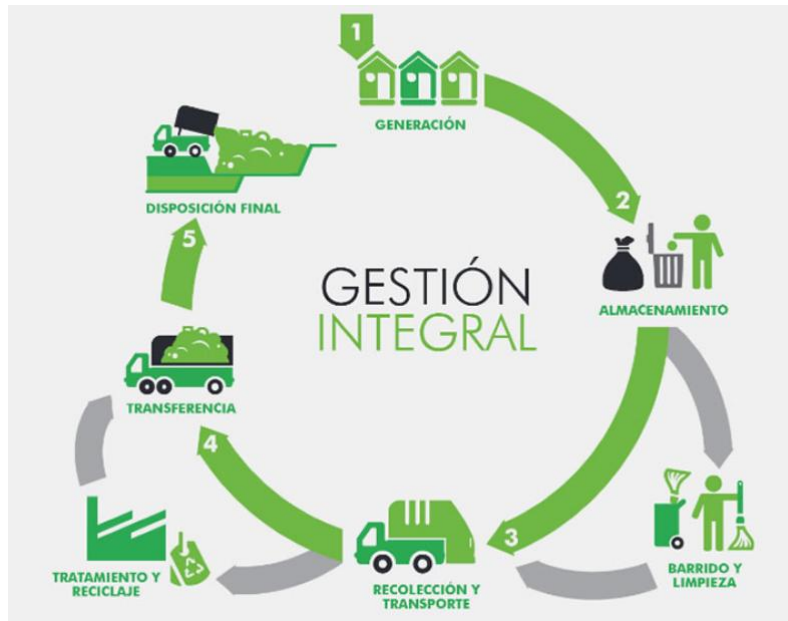 1
GENERACIÓN
2
ALMACENAMIENTO
BARRIDO Y
LIMPIEZA
3
RECOLECCIÓN Y
TRANSPORTE
TRATAMIENTO Y
RECICLAJE
4
TRANSFERENCIA
5
DISPOSICIÓN FINAL
GESTIÓN
INTEGRAL